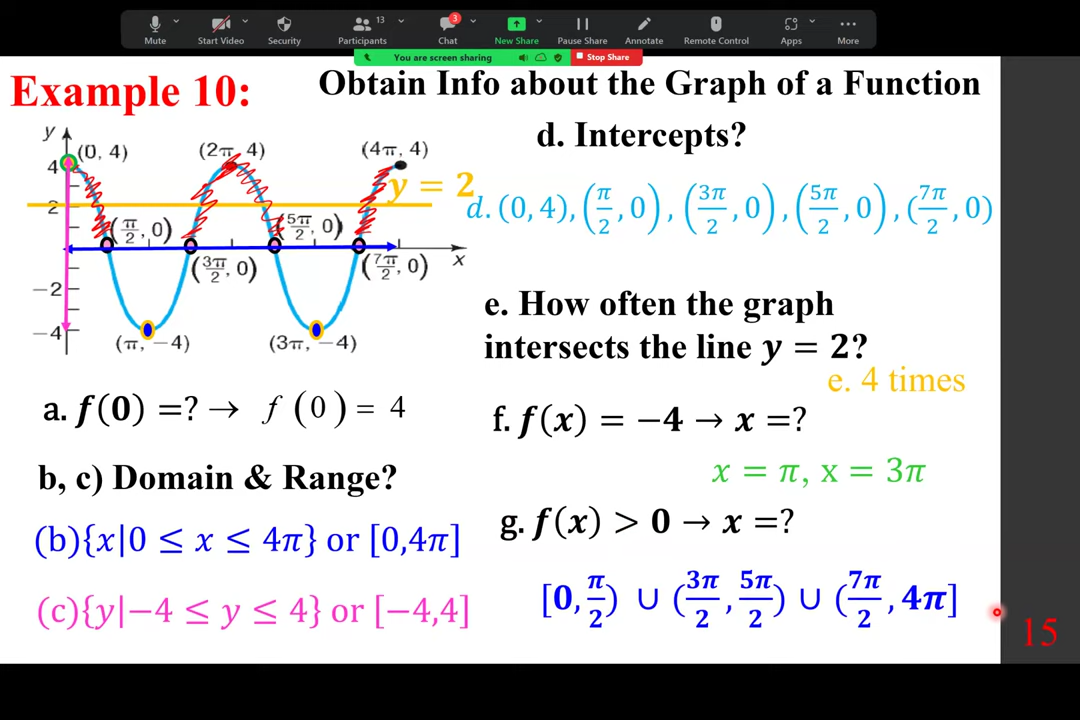 13
3
Mute
Start Video
Security
Participants
Chat
New Share
Pause Share
Annotate
Remote Control
Apps
More
You are screen sharing
Stop Share
Example 10:
Obtain Info about the Graph of a Function
y
(0, 4)
(2π, 4)
(4π, 4)
4
2
y = 2
(π/2, 0)
(5π/2, 0)
(3π/2, 0)
(7π/2, 0)
x
−2
−4
(π, −4)
(3π, −4)
a. f(0) =? → f (0) = 4
b, c) Domain & Range?
(b){x|0 ≤ x ≤ 4π} or [0,4π]
(c){y|−4 ≤ y ≤ 4} or [−4,4]
d. Intercepts?
d. (0, 4), (π/2, 0), (3π/2, 0), (5π/2, 0), (7π/2, 0)
e. How often the graph
intersects the line y = 2?
e. 4 times
f. f(x) = −4 → x =?
x = π, x = 3π
g. f(x) > 0 → x =?
[0, π/2) ∪ (3π/2, 5π/2) ∪ (7π/2, 4π]
15